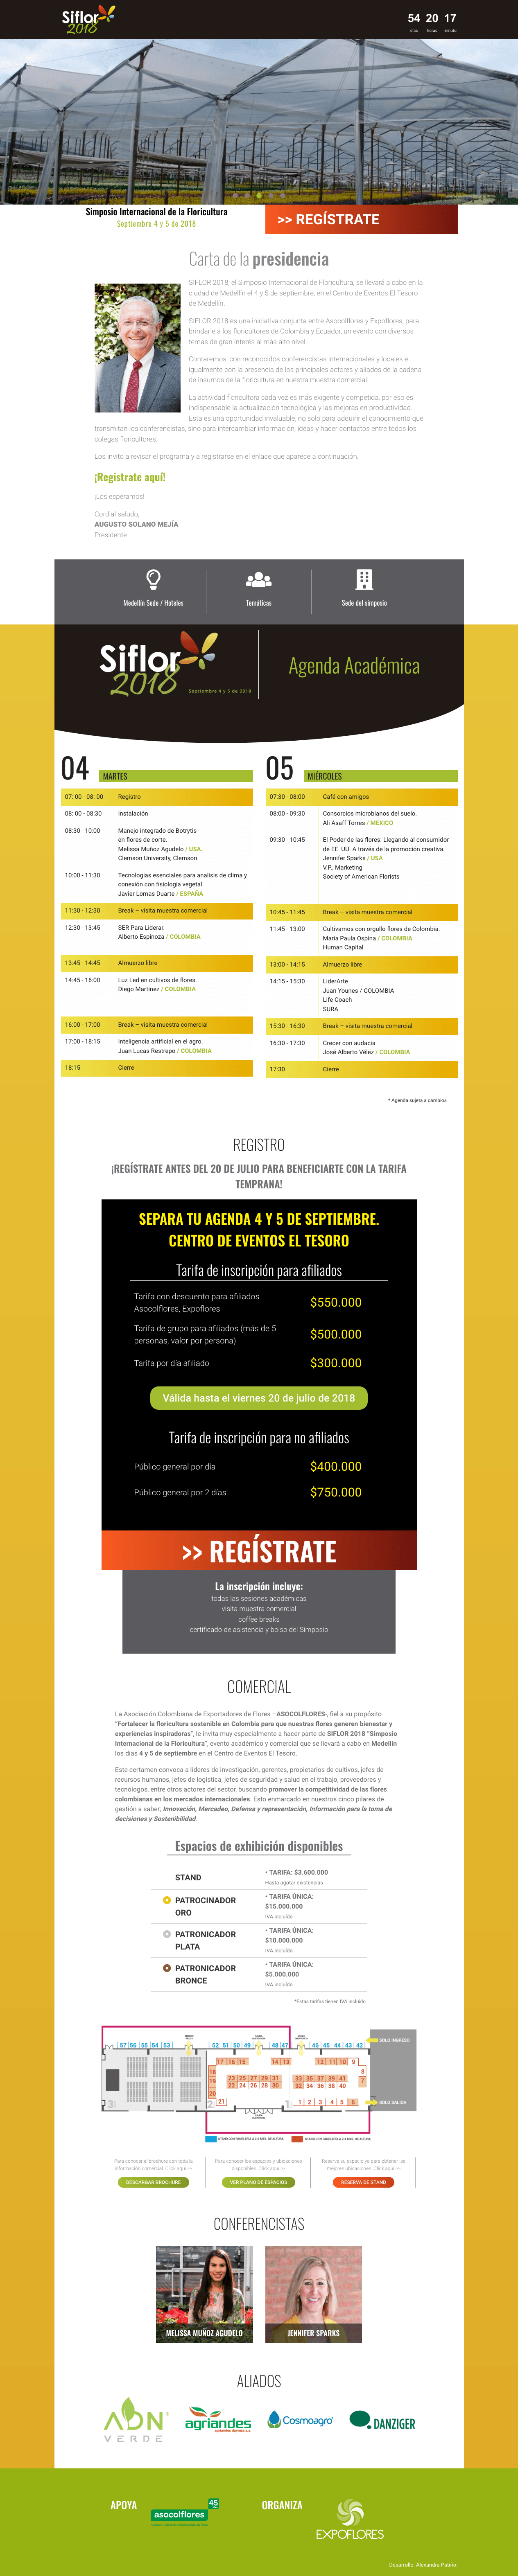 Siflor
2018
54 20 17
días horas minuto
Simposio Internacional de la Floricultura
Septiembre 4 y 5 de 2018
>> REGÍSTRATE
Carta de la presidencia
SIFLOR 2018, el Simposio Internacional de Floricultura, se llevará a cabo en la
ciudad de Medellín el 4 y 5 de septiembre, en el Centro de Eventos El Tesoro
de Medellín.
SIFLOR 2018 es una iniciativa conjunta entre Asocolflores y Expoflores, para
brindarle a los floricultores de Colombia y Ecuador, un evento con diversos
temas de gran interés al más alto nivel.
Contaremos, con reconocidos conferencistas internacionales y locales e
igualmente con la presencia de los principales actores y aliados de la cadena
de insumos de la floricultura en nuestra muestra comercial.
La actividad floricultora cada vez es más exigente y competida, por eso es
indispensable la actualización tecnológica y las mejoras en productividad.
Esta es una oportunidad invaluable, no solo para adquirir el conocimiento que
transmitan los conferencistas, sino para intercambiar información, ideas y hacer contactos entre todos los
colegas floricultores.
Los invito a revisar el programa y a registrarse en el enlace que aparece a continuación.
¡Registrate aquí!
¡Los esperamos!
Cordial saludo,
AUGUSTO SOLANO MEJÍA
Presidente
Medellín Sede / Hoteles
Temáticas
Sede del simposio
Siflor
2018
Septiembre 4 y 5 de 2018
Agenda Académica
04 MARTES
07: 00 - 08: 00 Registro
08: 00 - 08:30 Instalación
08:30 - 10:00 Manejo integrado de Botrytis
en flores de corte.
Melissa Muñoz Agudelo / USA.
Clemson University, Clemson.
10:00 - 11:30 Tecnologías esenciales para analisis de clima y
conexión con fisiología vegetal.
Javier Lomas Duarte / ESPAÑA
11:30 - 12:30 Break – visita muestra comercial
12:30 - 13:45 SER Para Liderar.
Alberto Espinoza / COLOMBIA
13:45 - 14:45 Almuerzo libre
14:45 - 16:00 Luz Led en cultivos de flores.
Diego Martinez / COLOMBIA
16:00 - 17:00 Break – visita muestra comercial
17:00 - 18:15 Inteligencia artificial en el agro.
Juan Lucas Restrepo / COLOMBIA
18:15 Cierre
05 MIÉRCOLES
07:30 - 08:00 Café con amigos
08:00 - 09:30 Consorcios microbianos del suelo.
Ali Asaff Torres / MEXICO
09:30 - 10:45 El Poder de las flores: Llegando al consumidor
de EE. UU. A través de la promoción creativa.
Jennifer Sparks / USA
V.P., Marketing
Society of American Florists
10:45 - 11:45 Break – visita muestra comercial
11:45 - 13:00 Cultivamos con orgullo flores de Colombia.
Maria Paula Ospina / COLOMBIA
Human Capital
13:00 - 14:15 Almuerzo libre
14:15 - 15:30 LiderArte
Juan Younes / COLOMBIA
Life Coach
SURA
15:30 - 16:30 Break – visita muestra comercial
16:30 - 17:30 Crecer con audacia
José Alberto Vélez / COLOMBIA
17:30 Cierre
* Agenda sujeta a cambios
REGISTRO
¡REGÍSTRATE ANTES DEL 20 DE JULIO PARA BENEFICIARTE CON LA TARIFA
TEMPRANA!
SEPARA TU AGENDA 4 Y 5 DE SEPTIEMBRE.
CENTRO DE EVENTOS EL TESORO
Tarifa de inscripción para afiliados
Tarifa con descuento para afiliados
Asocolflores, Expoflores
$550.000
Tarifa de grupo para afiliados (más de 5
personas, valor por persona)
$500.000
Tarifa por día afiliado $300.000
Válida hasta el viernes 20 de julio de 2018
Tarifa de inscripción para no afiliados
Público general por día $400.000
Público general por 2 días $750.000
>> REGÍSTRATE
La inscripción incluye:
todas las sesiones académicas
visita muestra comercial
coffee breaks
certificado de asistencia y bolso del Simposio
COMERCIAL
La Asociación Colombiana de Exportadores de Flores –ASOCOLFLORES-, fiel a su propósito
"Fortalecer la floricultura sostenible en Colombia para que nuestras flores generen bienestar y
experiencias inspiradoras", le invita muy especialmente a hacer parte de SIFLOR 2018 "Simposio
Internacional de la Floricultura", evento académico y comercial que se llevará a cabo en Medellín
los días 4 y 5 de septiembre en el Centro de Eventos El Tesoro.
Este certamen convoca a líderes de investigación, gerentes, propietarios de cultivos, jefes de
recursos humanos, jefes de logística, jefes de seguridad y salud en el trabajo, proveedores y
tecnólogos, entre otros actores del sector, buscando promover la competitividad de las flores
colombianas en los mercados internacionales. Esto enmarcado en nuestros cinco pilares de
gestión a saber; Innovación, Mercadeo, Defensa y representación, Información para la toma de
decisiones y Sostenibilidad.
Espacios de exhibición disponibles
STAND
• TARIFA: $3.600.000
Hasta agotar existencias
PATROCINADOR
ORO
• TARIFA ÚNICA:
$15.000.000
IVA incluido
PATRONICADOR
PLATA
• TARIFA ÚNICA:
$10.000.000
IVA incluido
PATRONICADOR
BRONCE
• TARIFA ÚNICA:
$5.000.000
IVA incluido
*Estas tarifas tienen IVA incluído.
57 56 55 54 53 52 51 50 49 48 47 46 45 44 43 42
SOLO INGRESO
17 16 15 14 13 12 11 10 9
8
18
19
20
21
23 25 27 29 31
22 24 26 28 30
33 35 37 39 41
32 34 36 38 40
7
3 2 1
1 2 3 4 5 6
SOLO SALIDA
Para conocer el brochure con toda la
información comercial. Click aquí >>
DESCARGAR BROCHURE
Para conocer los espacios y ubicaciones
disponibles. Click aquí >>
VER PLANO DE ESPACIOS
Reserve su espacio ya para obtener las
mejores ubicaciones. Click aquí >>
RESERVA DE STAND
CONFERENCISTAS
MELISSA MUÑOZ AGUDELO
JENNIFER SPARKS
ALIADOS
ADN
VERDE
agriandes
Cosmoagro
DANZIGER
APOYA
asocolflores
45
ORGANIZA
EXPOFLORES
Desarrollo: Alexandra Patiño.